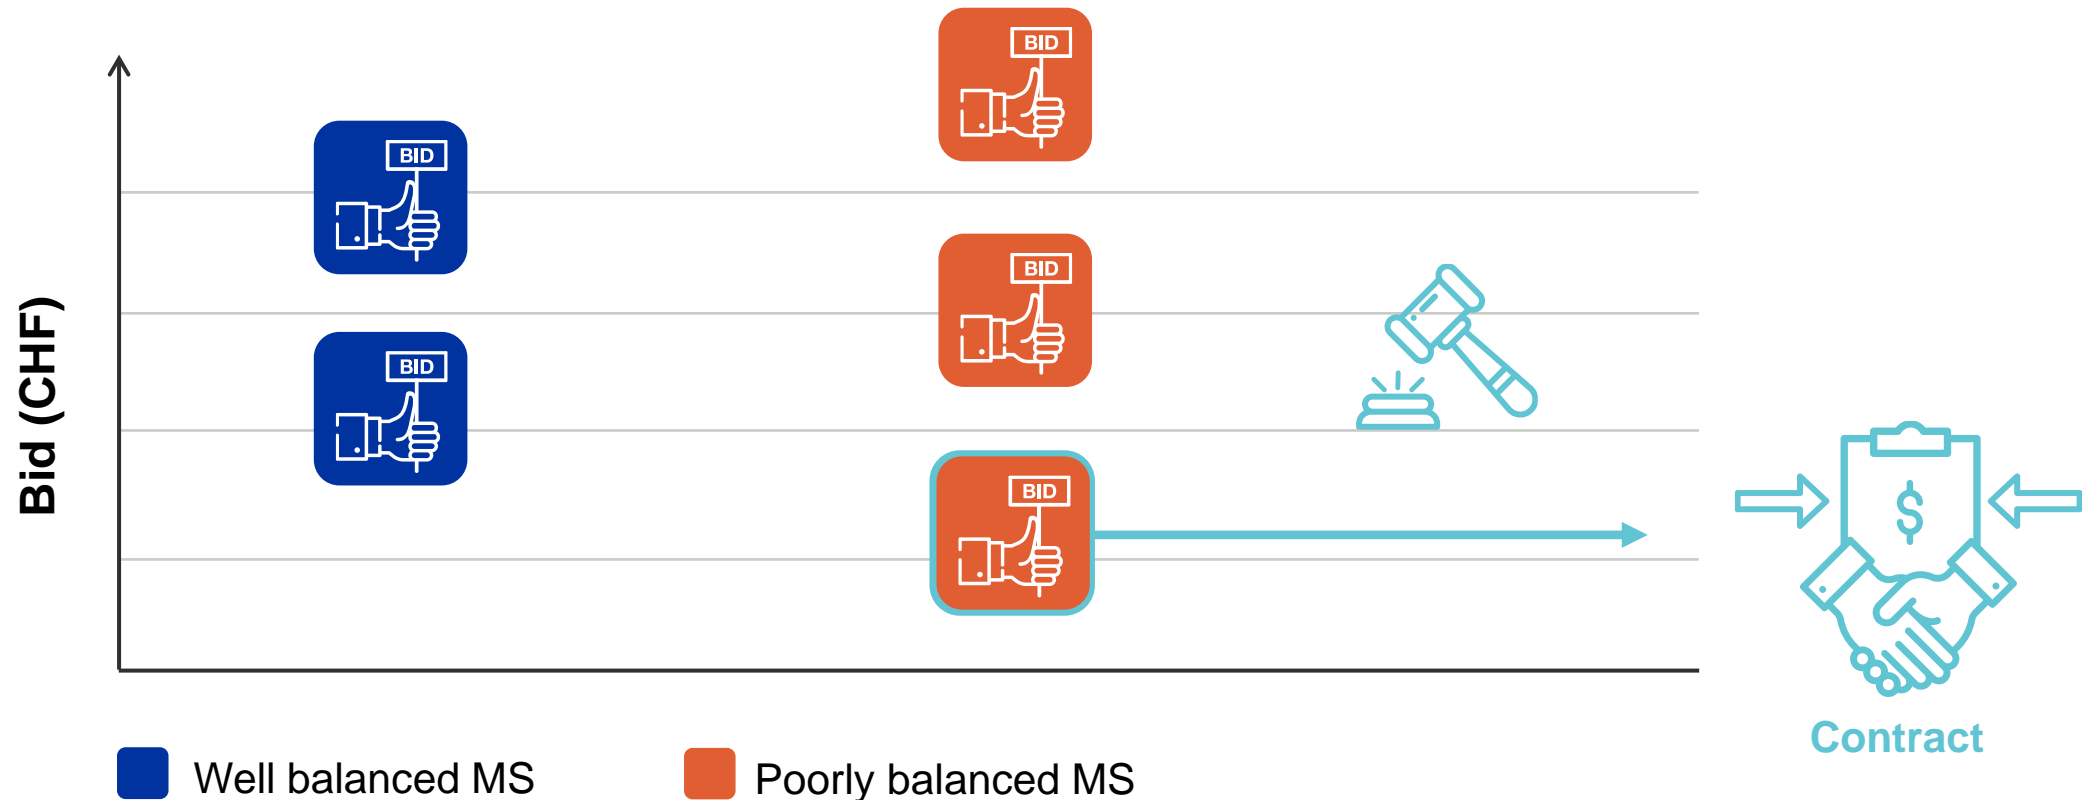 BID
BID
BID
BID
BID
Bid (CHF)
$
Contract
Well balanced MS
Poorly balanced MS